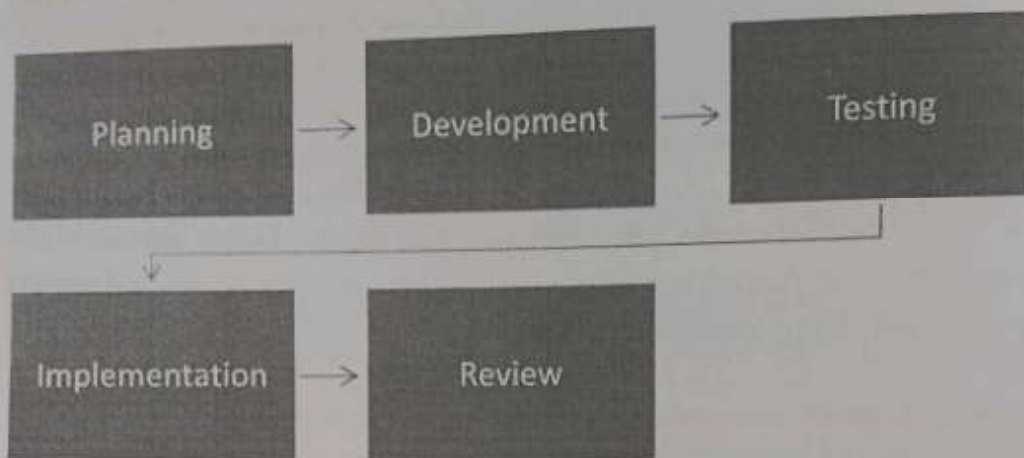 Planning
Development
Testing
Implementation
Review